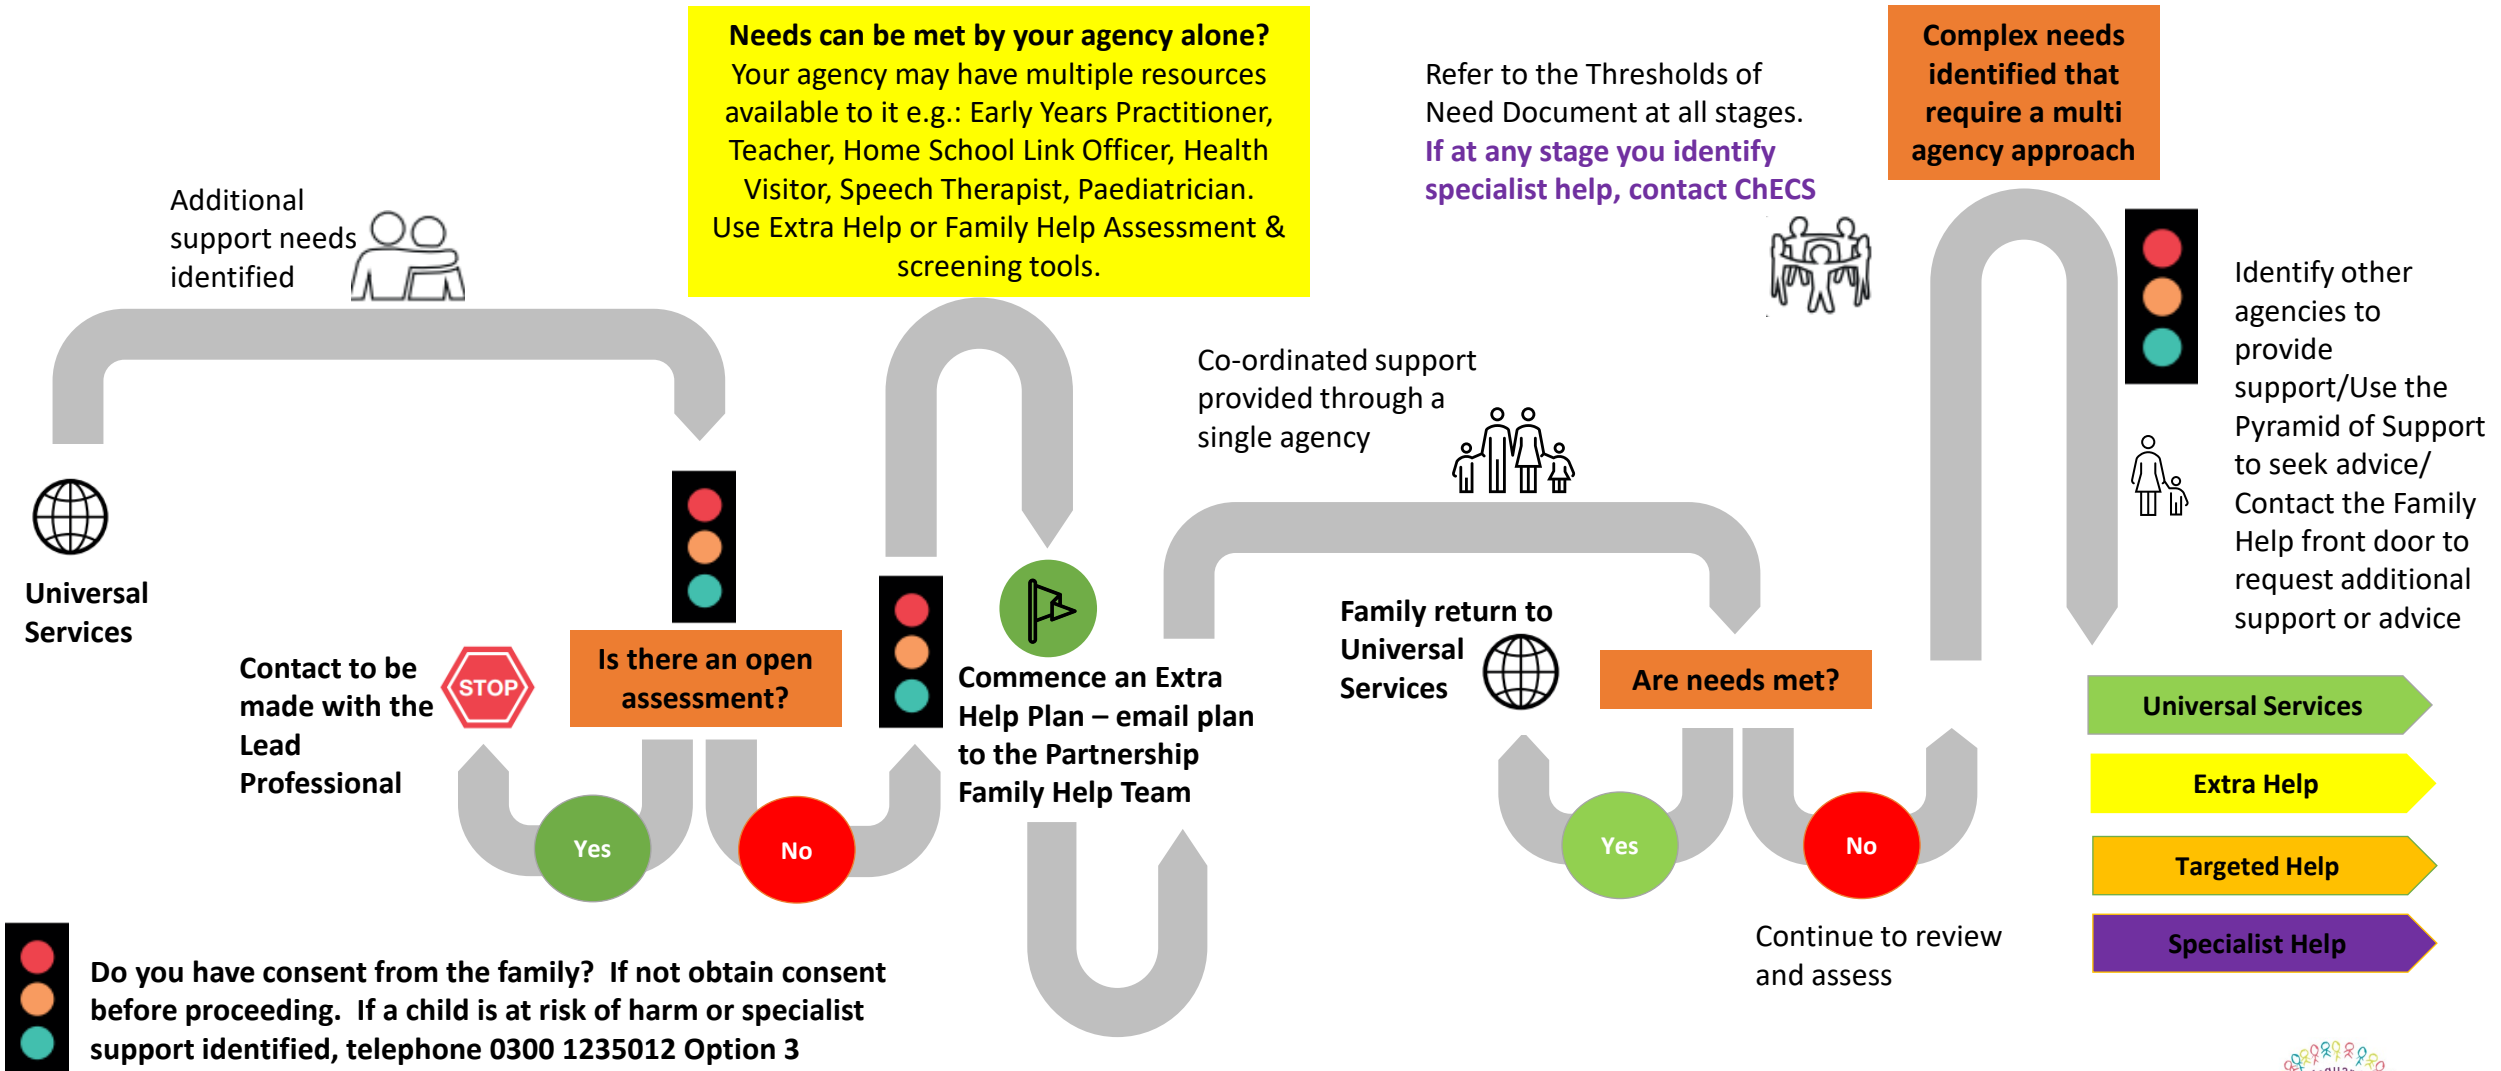 Needs can be met by your agency alone?
Your agency may have multiple resources
available to it e.g.: Early Years Practitioner,
Teacher, Home School Link Officer, Health
Visitor, Speech Therapist, Paediatrician.
Use Extra Help or Family Help Assessment &
screening tools.
Refer to the Thresholds of
Need Document at all stages.
If at any stage you identify
specialist help, contact ChECS
Complex needs
identified that
require a multi
agency approach
Additional
support needs
identified
Identify other
agencies to
provide
support/Use the
Pyramid of Support
to seek advice/
Contact the Family
Help front door to
request additional
support or advice
Co-ordinated support
provided through a
single agency
Universal
Services
Contact to be
made with the
Lead
Professional
STOP
Is there an open
assessment?
Yes
No
Commence an Extra
Help Plan – email plan
to the Partnership
Family Help Team
Family return to
Universal
Services
Are needs met?
Yes
No
Continue to review
and assess
Universal Services
Extra Help
Targeted Help
Specialist Help
Do you have consent from the family? If not obtain consent
before proceeding. If a child is at risk of harm or specialist
support identified, telephone 0300 1235012 Option 3